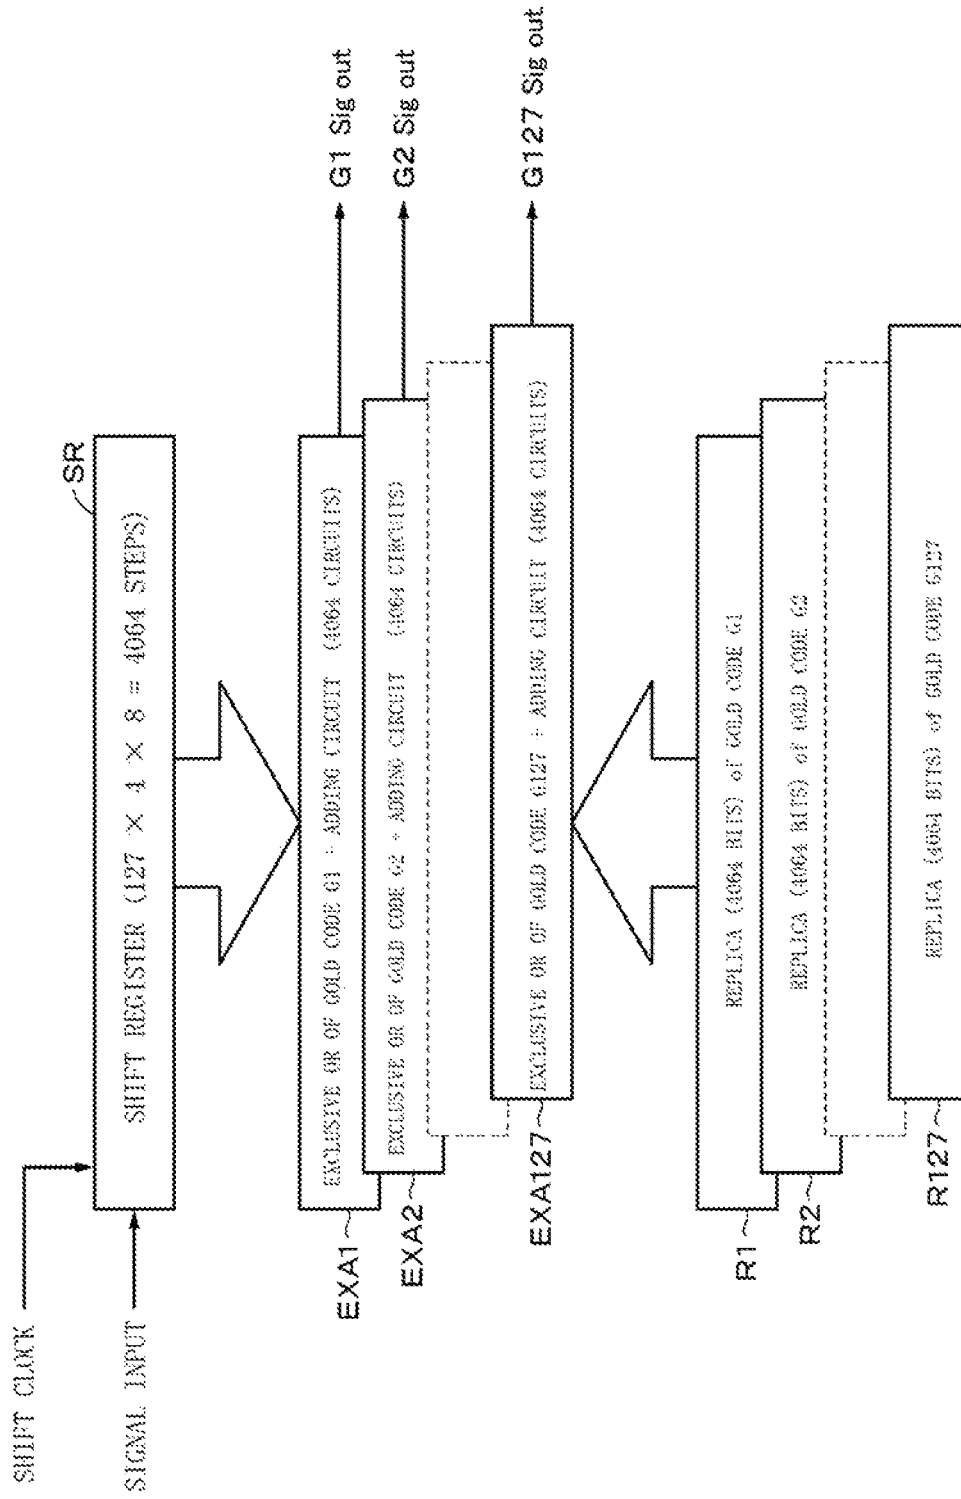 SHIFT CLOCK
SIGNAL INPUT
SR
SHIFT REGISTER (127 × 4 × 8 = 4064 STEPS)
EXA1
EXCLUSIVE OR OF GOLD CODE G1 + ADDING CIRCUIT (4064 CIRCUITS)
G1 Sig out
EXA2
EXCLUSIVE OR OF GOLD CODE G2 + ADDING CIRCUIT (4064 CIRCUITS)
G2 Sig out
EXA127
EXCLUSIVE OR OF GOLD CODE G127 + ADDING CIRCUIT (4064 CIRCUITS)
G127 Sig out
R1
REPLICA (4064 BITS) of GOLD CODE G1
R2
REPLICA (4064 BITS) of GOLD CODE G2
R127
REPLICA (4064 BITS) of GOLD CODE G127